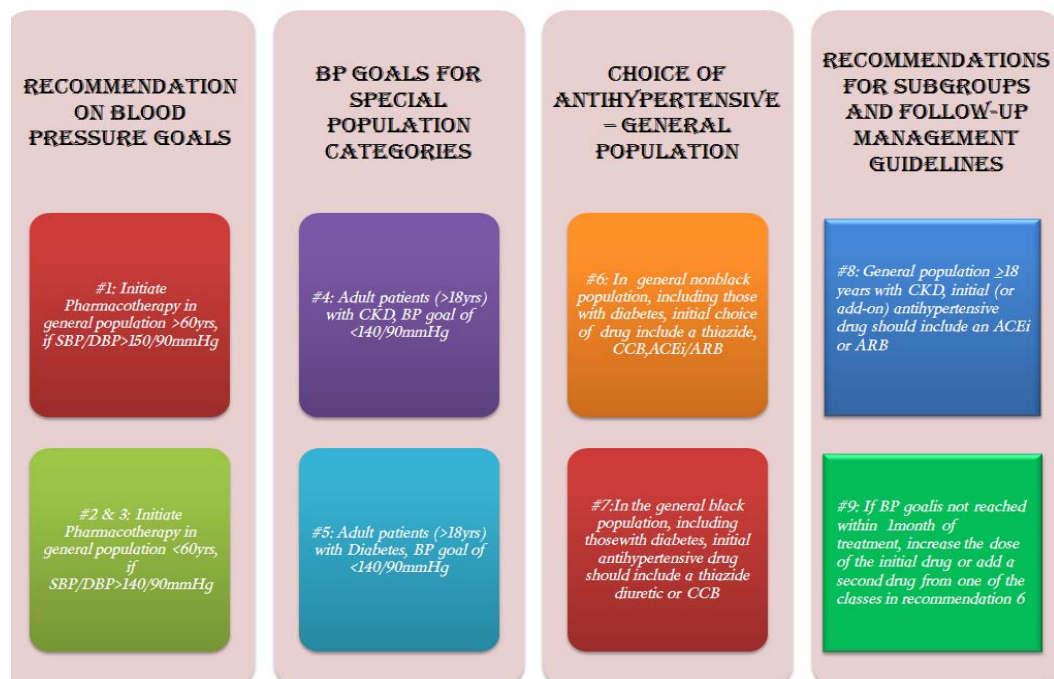 RECOMMENDATION
ON BLOOD
PRESSURE GOALS
#1: Initiate
Pharmacotherapy in
general population >60yrs,
if SBP/DBP>150/90mmHg
#2 & 3: Initiate
Pharmacotherapy in
general population <60yrs,
if
SBP/DBP>140/90mmHg
BP GOALS FOR
SPECIAL
POPULATION
CATEGORIES
#4: Adult patients (>18yrs)
with CKD, BP goal of
<140/90mmHg
#5: Adult patients (>18yrs)
with Diabetes, BP goal of
<140/90mmHg
CHOICE OF
ANTIHYPERTENSIVE
– GENERAL
POPULATION
#6: In general nonblack
population, including those
with diabetes, initial choice
of drug include a thiazide,
CCB,ACEi/ARB
#7:In the general black
population, including
thosewith diabetes, initial
antihypertensive drug
should include a thiazide
diuretic or CCB
RECOMMENDATIONS
FOR SUBGROUPS
AND FOLLOW-UP
MANAGEMENT
GUIDELINES
#8: General population ≥18
years with CKD, initial (or
add-on) antihypertensive
drug should include an ACEi
or ARB
#9: If BP goalis not reached
within 1month of
treatment, increase the dose
of the initial drug or add a
second drug from one of the
classes in recommendation 6